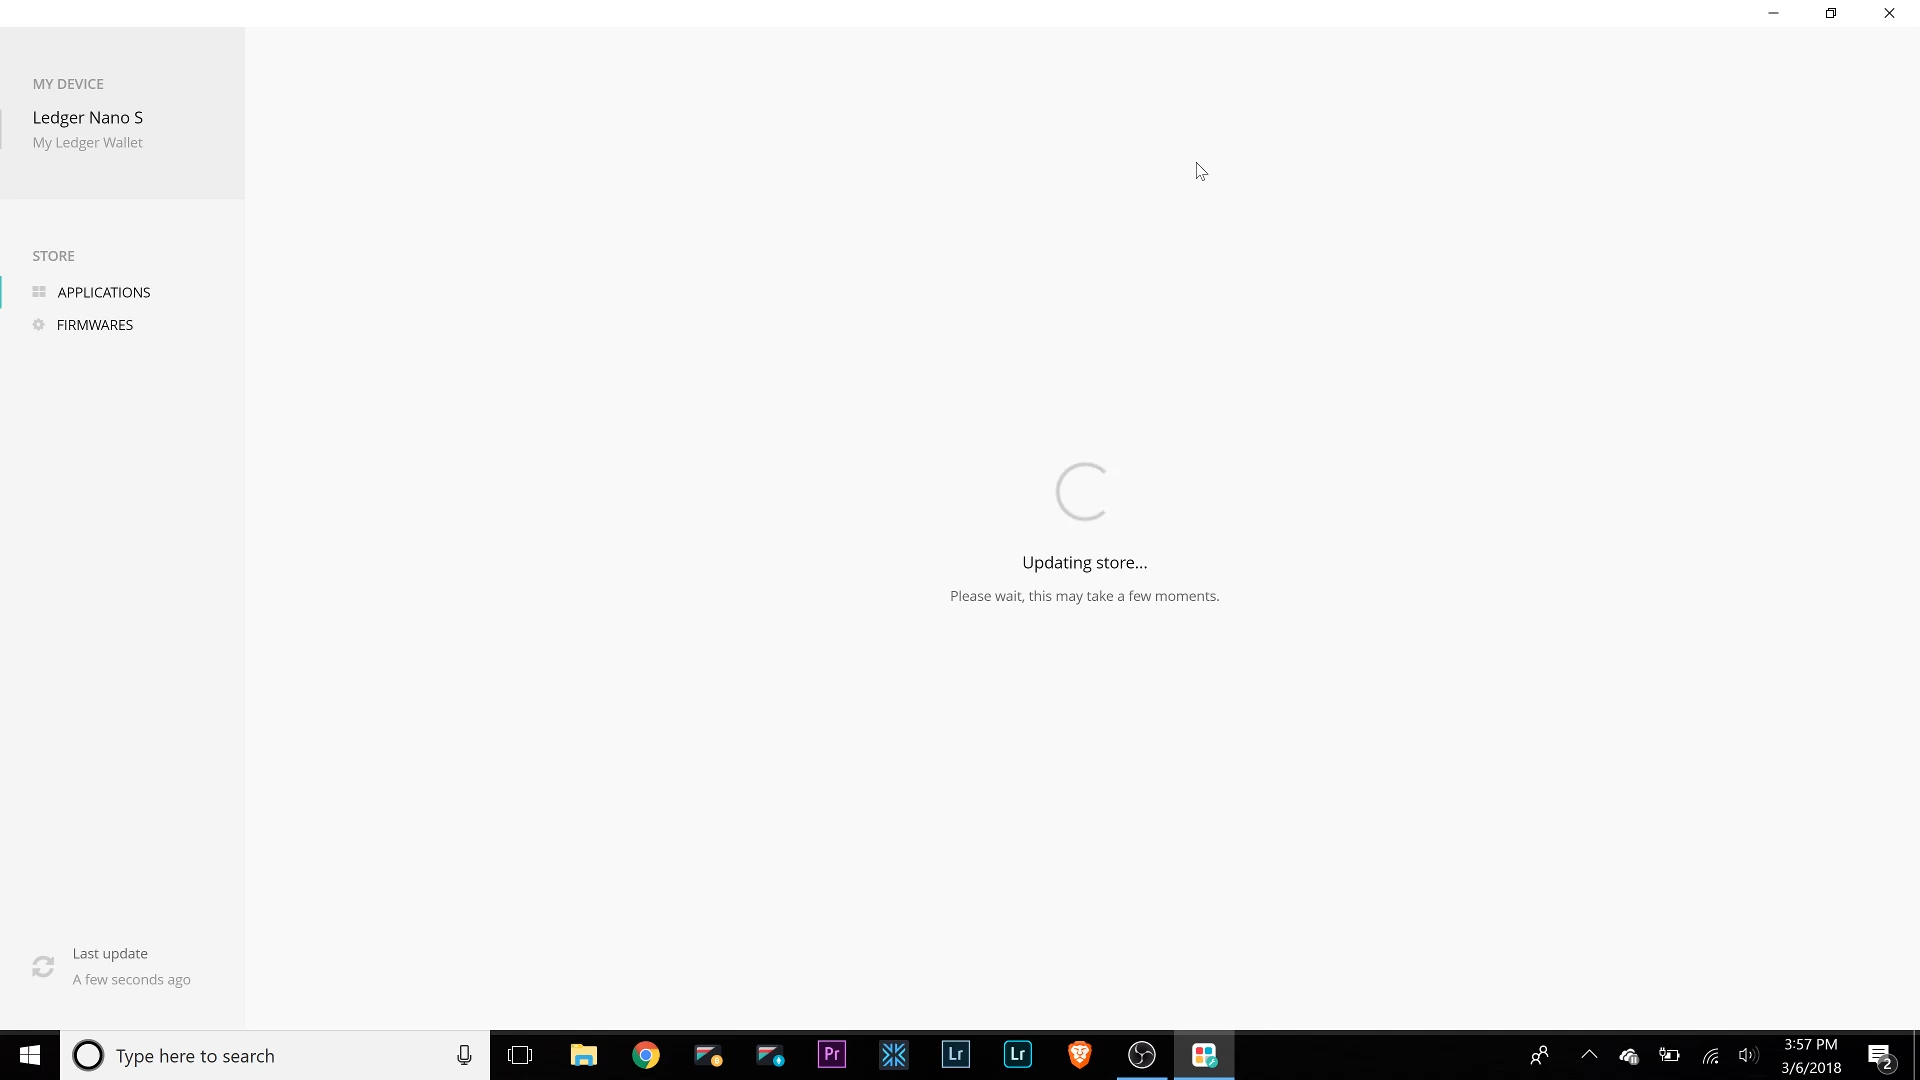 MY DEVICE
Ledger Nano S
My Ledger Wallet
STORE
APPLICATIONS
FIRMWARES
Updating store...
Please wait, this may take a few moments.
Last update
A few seconds ago
Type here to search
Pr
Lr
Lr
3:57 PM
3/6/2018
2